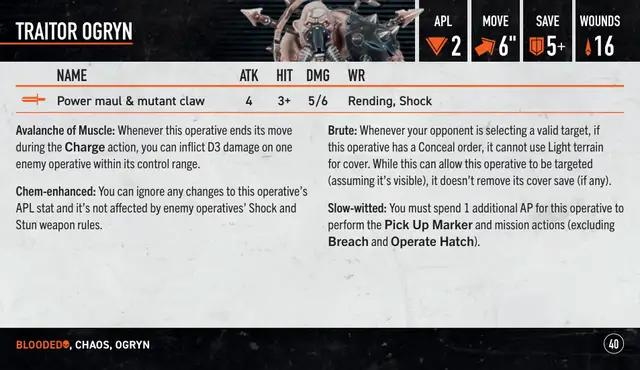 TRAITOR OGRYN
APL MOVE SAVE WOUNDS
2 6" 5+ 16
NAME ATK HIT DMG WR
Power maul & mutant claw 4 3+ 5/6 Rending, Shock
Avalanche of Muscle: Whenever this operative ends its move
during the Charge action, you can inflict D3 damage on one
enemy operative within its control range.
Chem-enhanced: You can ignore any changes to this operative's
APL stat and it's not affected by enemy operatives' Shock and
Stun weapon rules.
Brute: Whenever your opponent is selecting a valid target, if
this operative has a Conceal order, it cannot use Light terrain
for cover. While this can allow this operative to be targeted
(assuming it's visible), it doesn't remove its cover save (if any).
Slow-witted: You must spend 1 additional AP for this operative to
perform the Pick Up Marker and mission actions (excluding
Breach and Operate Hatch).
BLOODED, CHAOS, OGRYN
40